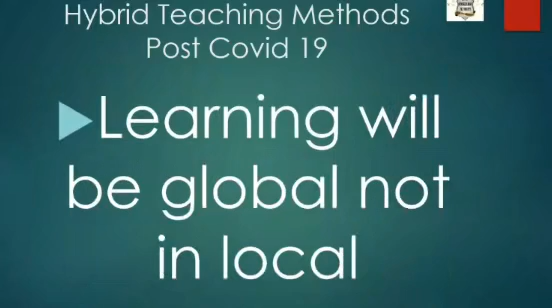 Hybrid Teaching Methods
Post Covid 19
Learning will
be global not
in local